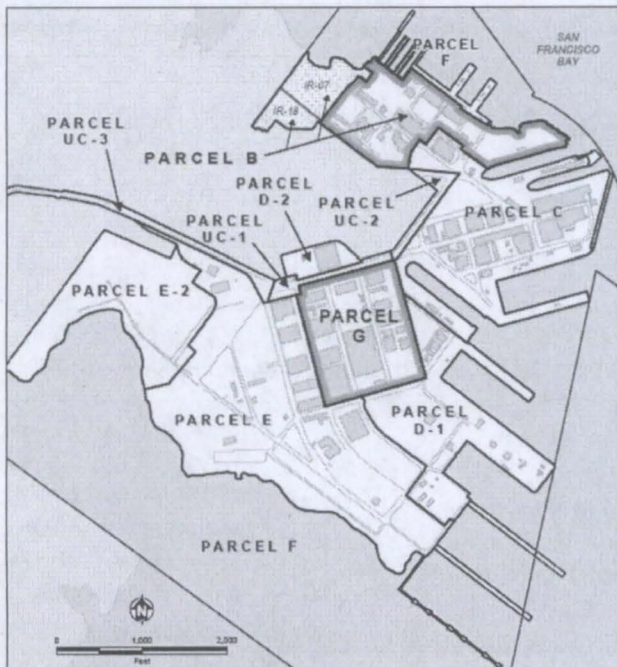 PARCEL
F
SAN
FRANCISCO
BAY
IR-07
IR-18
PARCEL
UC-3
PARCEL B
PARCEL
D-2
PARCEL
UC-2
PARCEL
UC-1
PARCEL C
PARCEL E-2
PARCEL
G
PARCEL E
PARCEL
D-1
PARCEL F
N
0 1,000 2,000
Feet